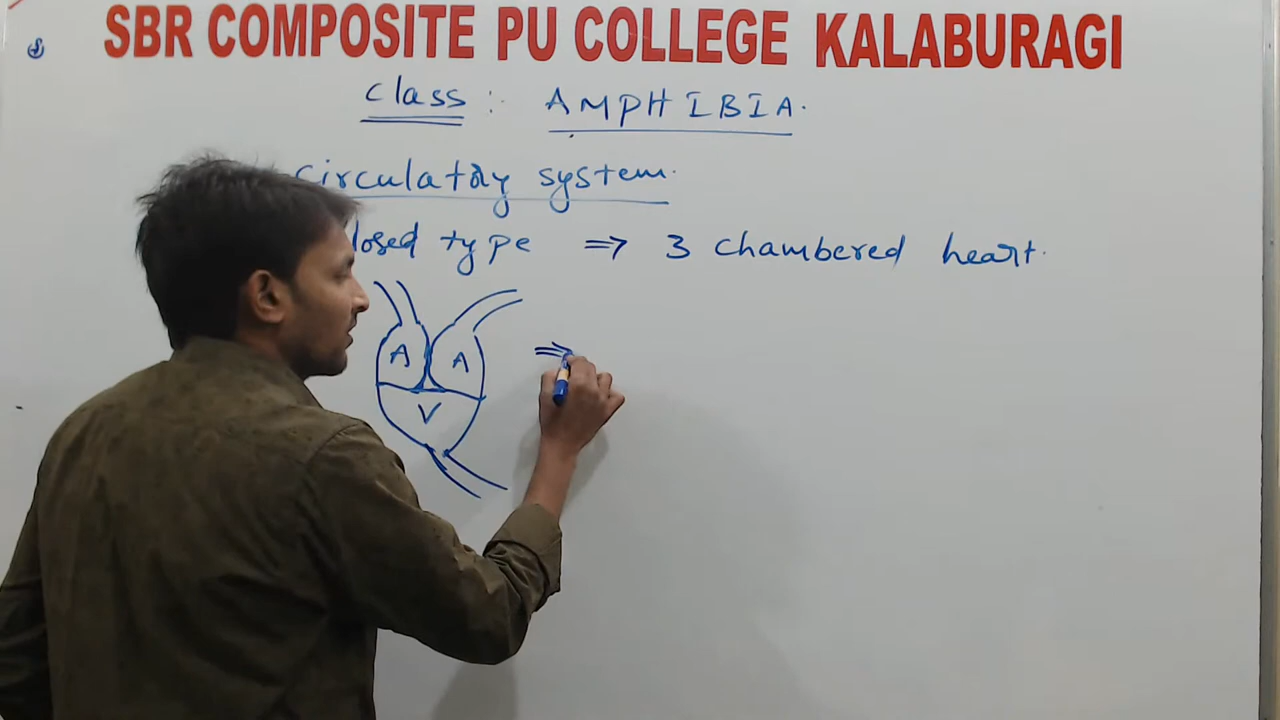 SBR COMPOSITE PU COLLEGE KALABURAGI
class : AMPHIBIA.
circulatory system.
losed type ⇒ 3 chambered heart.
A A ⇒
V